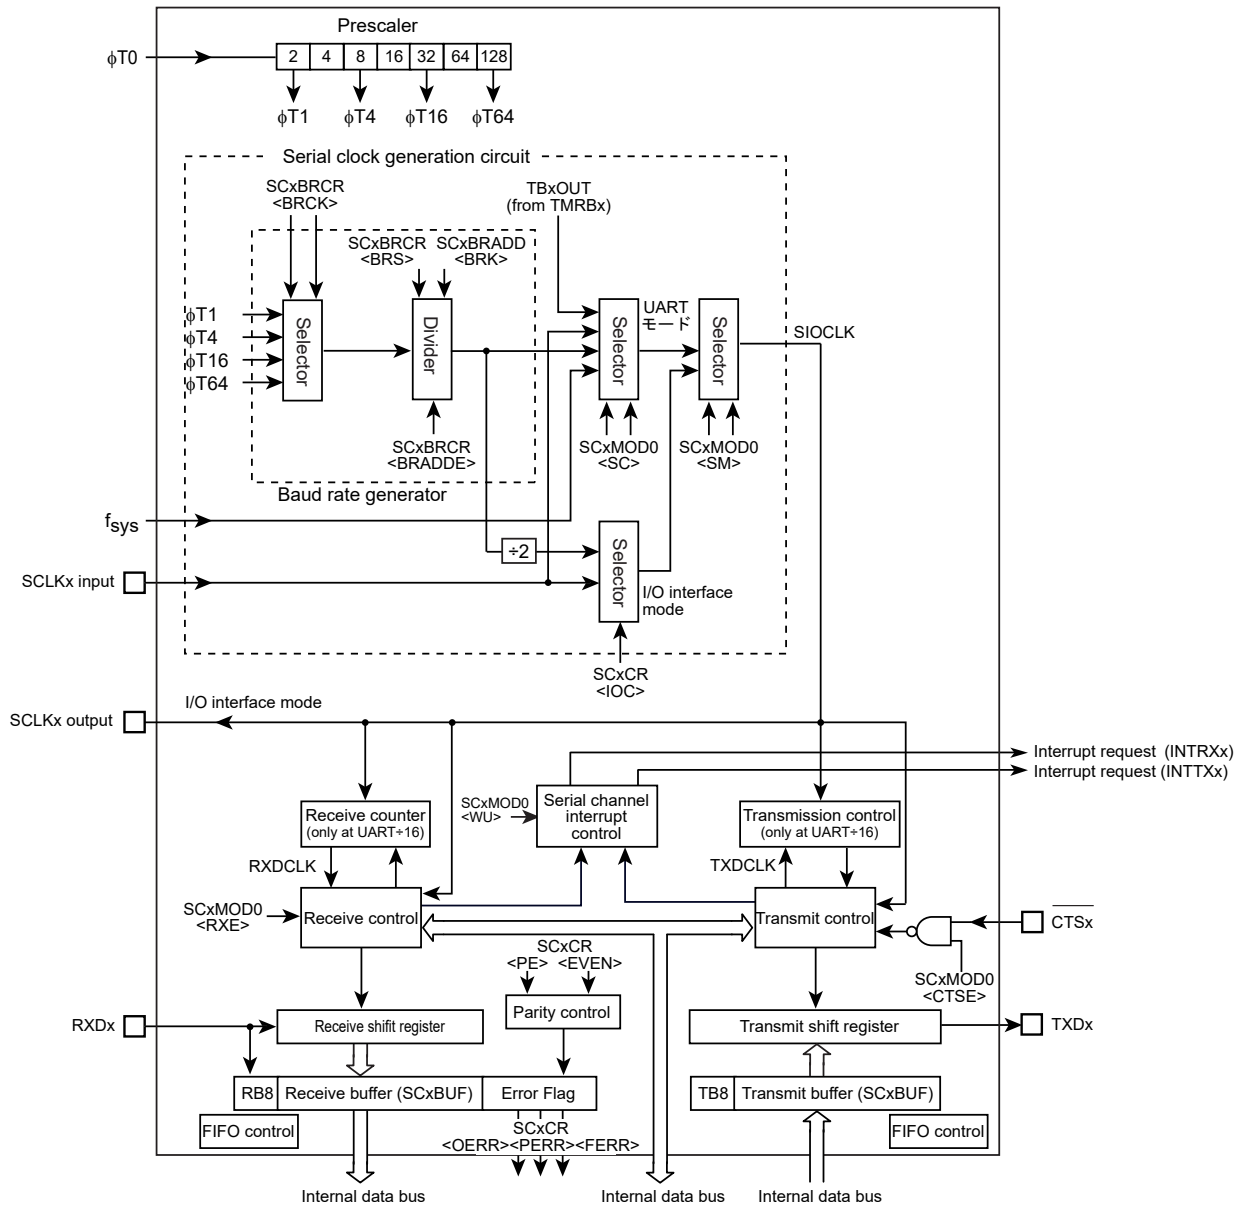 Prescaler
ϕT0
2 4 8 16 32 64 128
ϕT1 ϕT4 ϕT16 ϕT64
Serial clock generation circuit
SCxBRCR
<BRCK>
TBxOUT
(from TMRBx)
SCxBRCR
<BRS>
SCxBRADD
<BRK>
ϕT1
ϕT4
ϕT16
ϕT64
Selector
Divider
Selector
UART
モード
Selector
SIOCLK
SCxBRCR
<BRADDE>
SCxMOD0
<SC>
SCxMOD0
<SM>
Baud rate generator
fsys
÷2
Selector
SCLKx input
I/O interface
mode
SCxCR
<IOC>
I/O interface mode
SCLKx output
Interrupt request (INTRXx)
Interrupt request (INTTXx)
Receive counter
(only at UART÷16)
SCxMOD0
<WU>
Serial channel
interrupt
control
Transmission control
(only at UART÷16)
RXDCLK
TXDCLK
SCxMOD0
<RXE>
Receive control
Transmit control
CTSx
SCxMOD0
<CTSE>
SCxCR
<PE> <EVEN>
Parity control
RXDx
Receive shifit register
Transmit shift register
TXDx
RB8
Receive buffer (SCxBUF)
Error Flag
TB8
Transmit buffer (SCxBUF)
FIFO control
SCxCR
<OERR><PERR><FERR>
FIFO control
Internal data bus
Internal data bus
Internal data bus